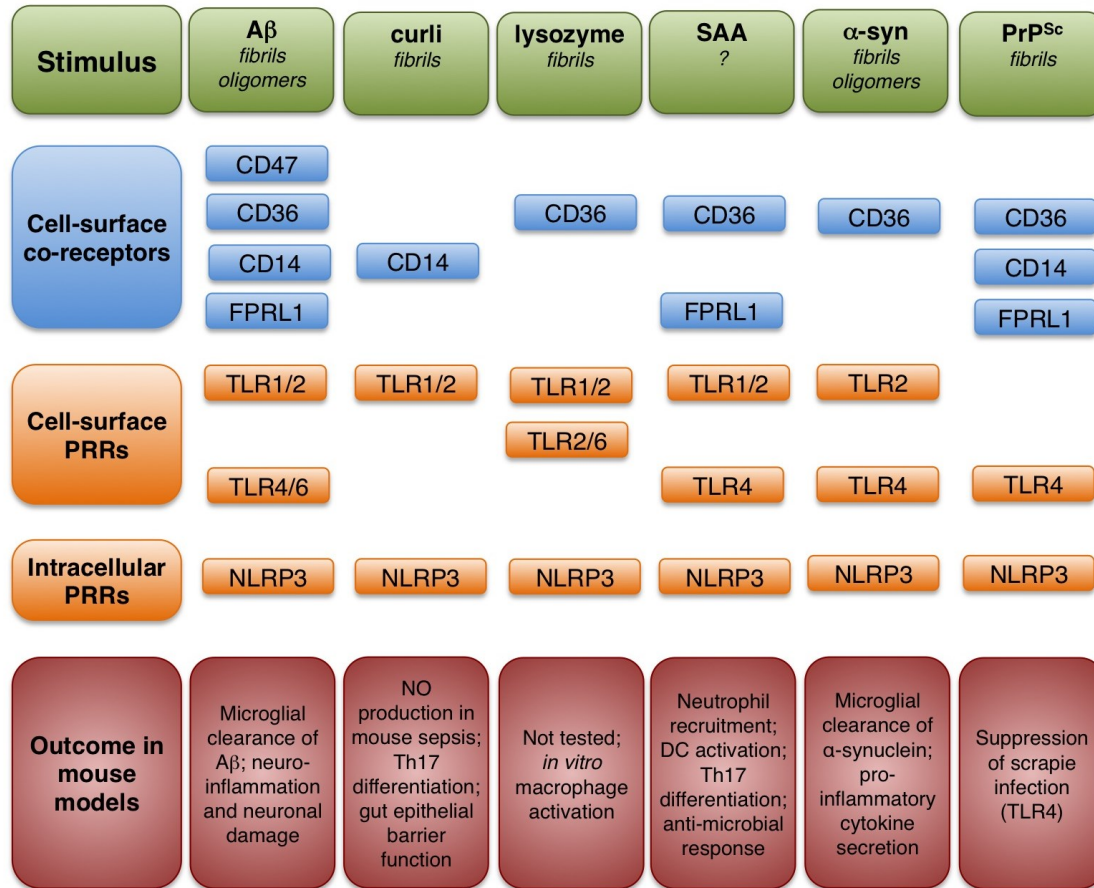 Stimulus
Aβ
fibrils
oligomers
curli
fibrils
lysozyme
fibrils
SAA
?
α-syn
fibrils
oligomers
PrPSc
fibrils
Cell-surface
co-receptors
CD47
CD36
CD14
FPRL1
CD14
CD36
CD36
FPRL1
CD36
CD36
CD14
FPRL1
Cell-surface
PRRs
TLR1/2
TLR4/6
TLR1/2
TLR1/2
TLR2/6
TLR1/2
TLR4
TLR2
TLR4
TLR4
Intracellular
PRRs
NLRP3
NLRP3
NLRP3
NLRP3
NLRP3
NLRP3
Outcome in
mouse
models
Microglial
clearance of
Aβ; neuro-
inflammation
and neuronal
damage
NO
production in
mouse sepsis;
Th17
differentiation;
gut epithelial
barrier
function
Not tested;
in vitro
macrophage
activation
Neutrophil
recruitment;
DC activation;
Th17
differentiation;
anti-microbial
response
Microglial
clearance of
α-synuclein;
pro-
inflammatory
cytokine
secretion
Suppression
of scrapie
infection
(TLR4)